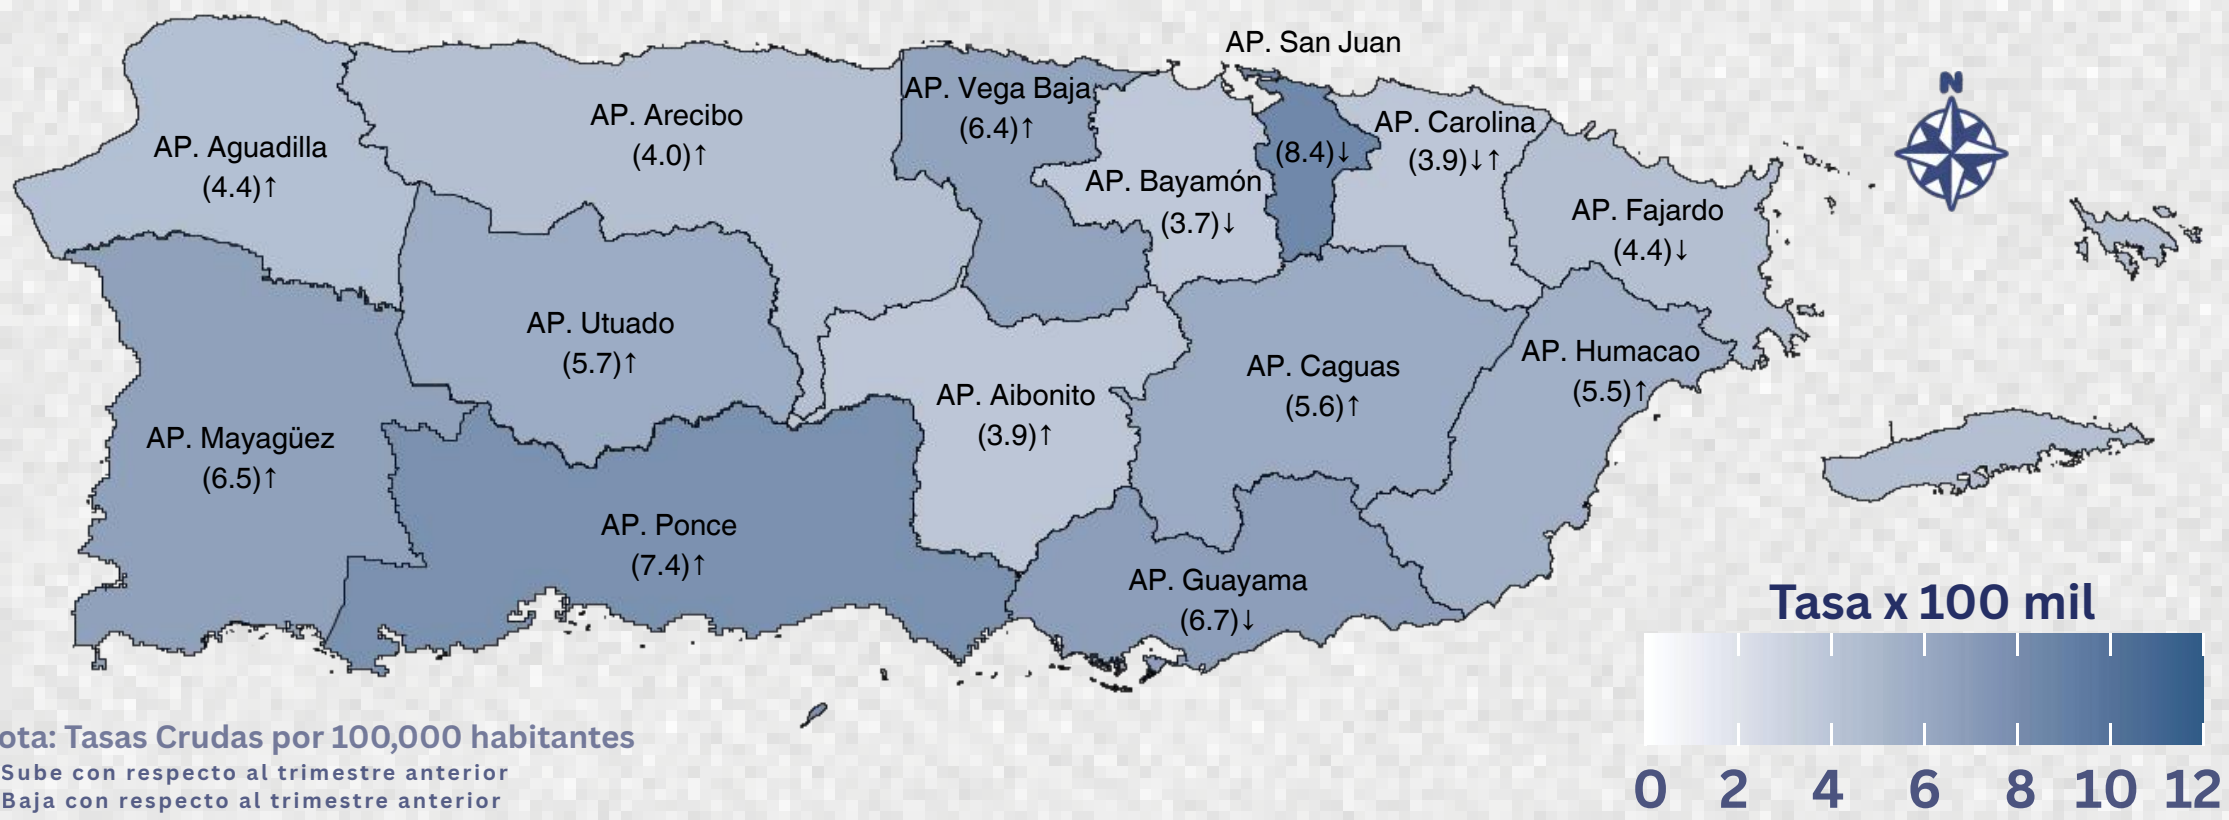 AP. San Juan
N
AP. Vega Baja
(6.4)↑
AP. Arecibo
(4.0)↑
AP. Carolina
(3.9)↓↑
AP. Aguadilla
(4.4)↑
(8.4)↓
AP. Bayamón
(3.7)↓
AP. Fajardo
(4.4)↓
AP. Utuado
(5.7)↑
AP. Humacao
(5.5)↑
AP. Caguas
(5.6)↑
AP. Aibonito
(3.9)↑
AP. Mayagüez
(6.5)↑
AP. Ponce
(7.4)↑
AP. Guayama
(6.7)↓
Tasa x 100 mil
0 2 4 6 8 10 12
ota: Tasas Crudas por 100,000 habitantes
Sube con respecto al trimestre anterior
Baja con respecto al trimestre anterior